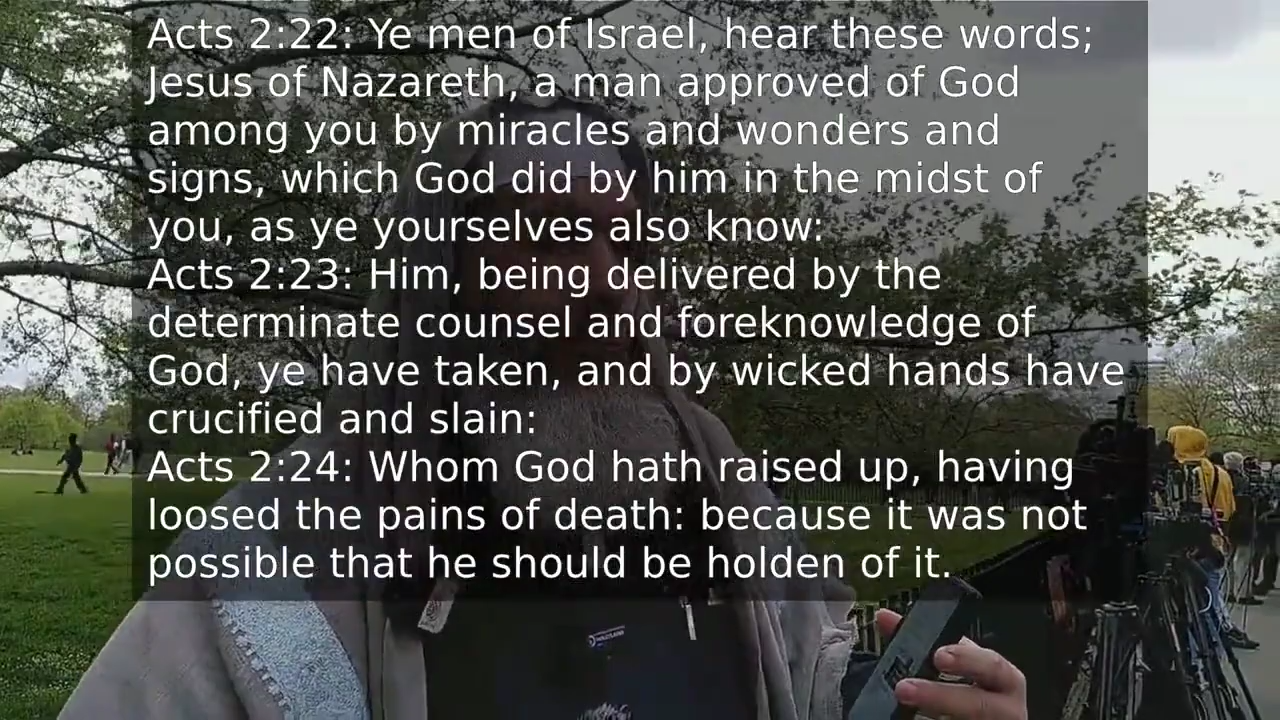 Acts 2:22: Ye men of Israel, hear these words;
Jesus of Nazareth, a man approved of God
among you by miracles and wonders and
signs, which God did by him in the midst of
you, as ye yourselves also know:
Acts 2:23: Him, being delivered by the
determinate counsel and foreknowledge of
God, ye have taken, and by wicked hands have
crucified and slain:
Acts 2:24: Whom God hath raised up, having
loosed the pains of death: because it was not
possible that he should be holden of it.